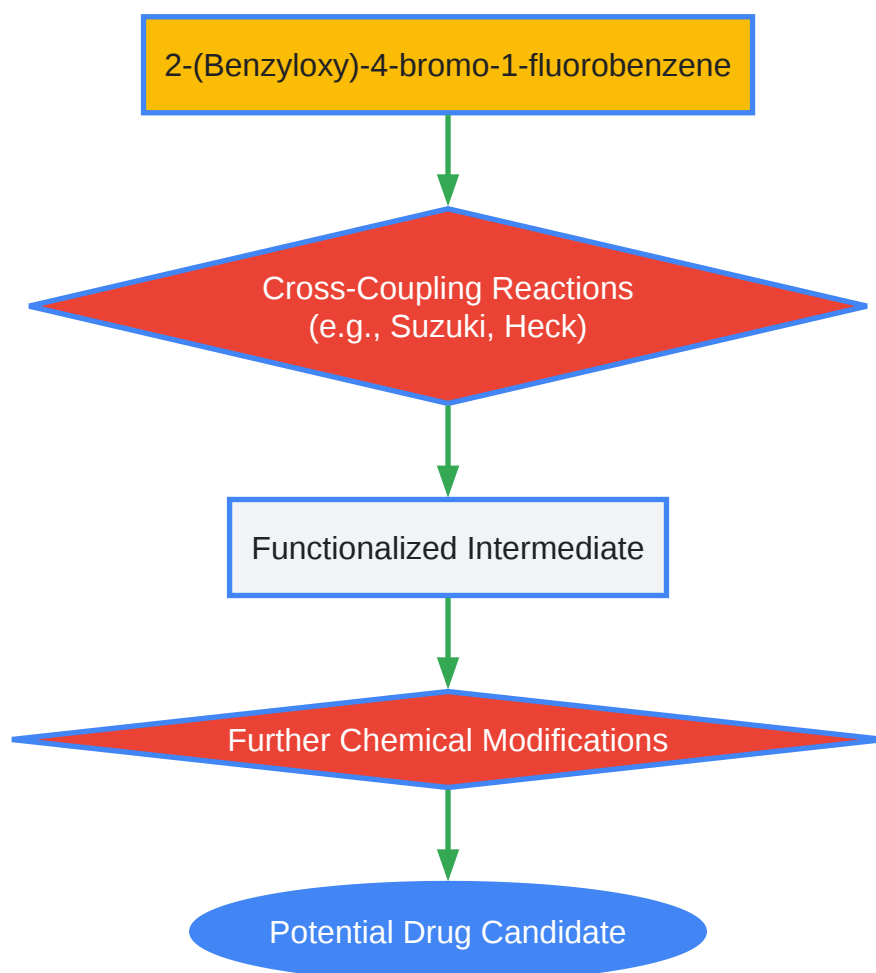 2-(Benzyloxy)-4-bromo-1-fluorobenzene
Cross-Coupling Reactions
(e.g., Suzuki, Heck)
Functionalized Intermediate
Further Chemical Modifications
Potential Drug Candidate